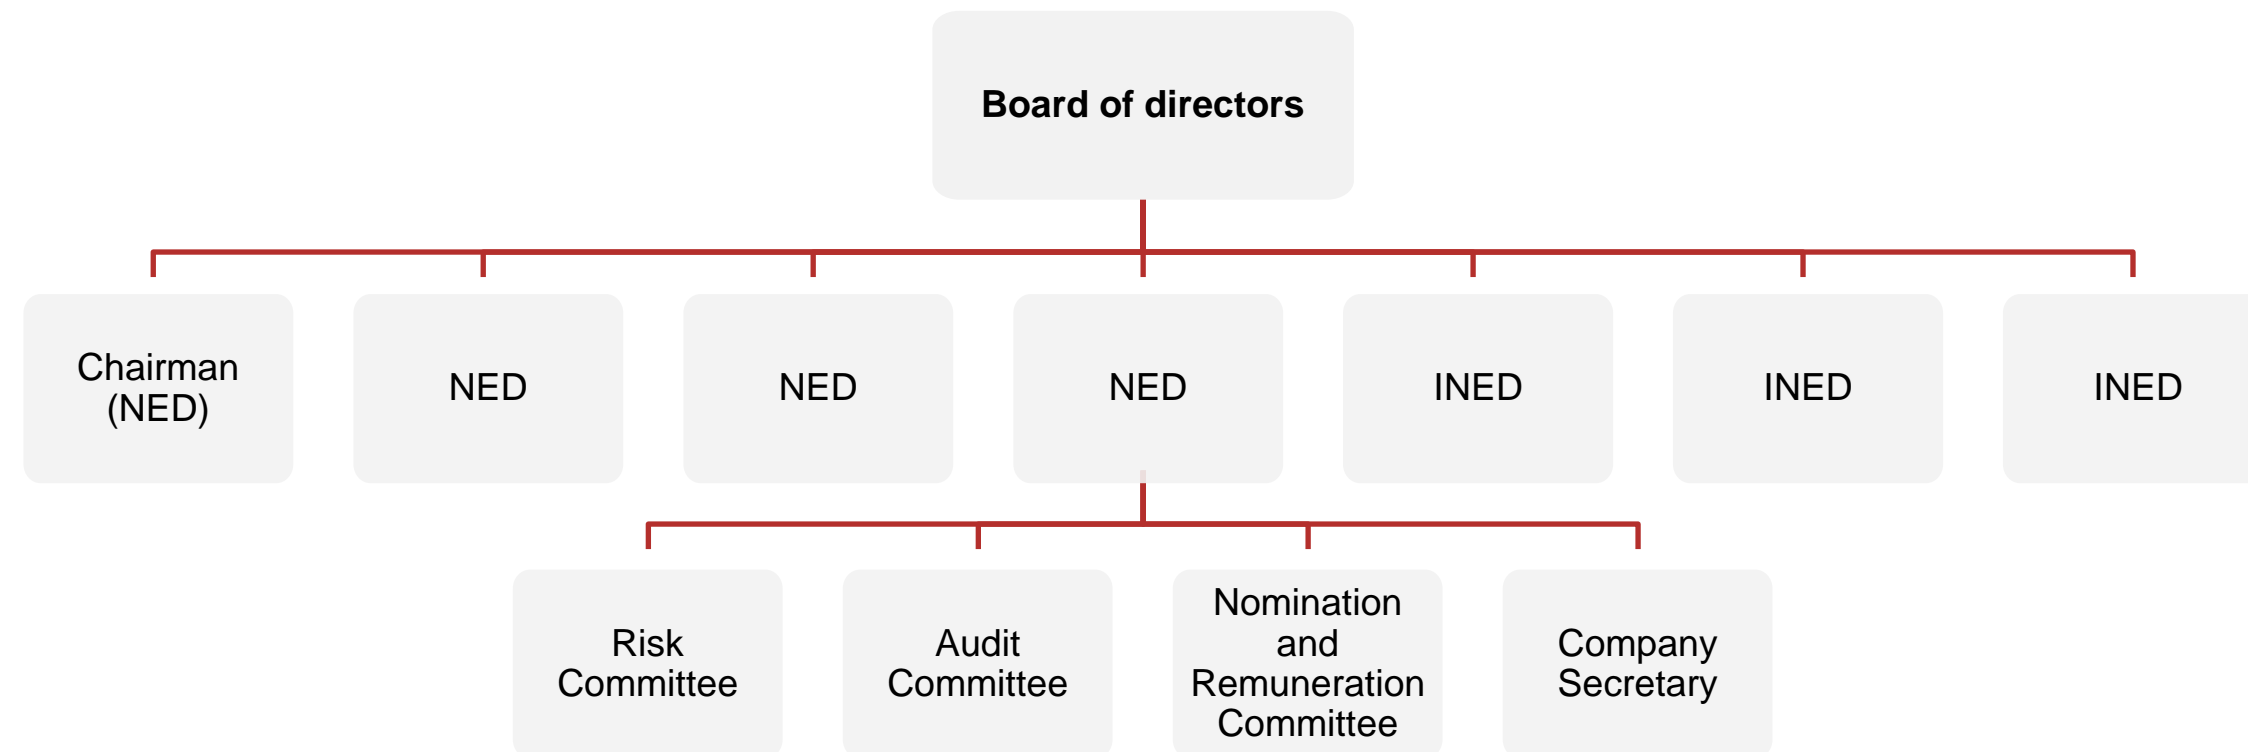 Board of directors
Chairman
(NED)
NED
NED
NED
INED
INED
INED
Risk
Committee
Audit
Committee
Nomination
and
Remuneration
Committee
Company
Secretary